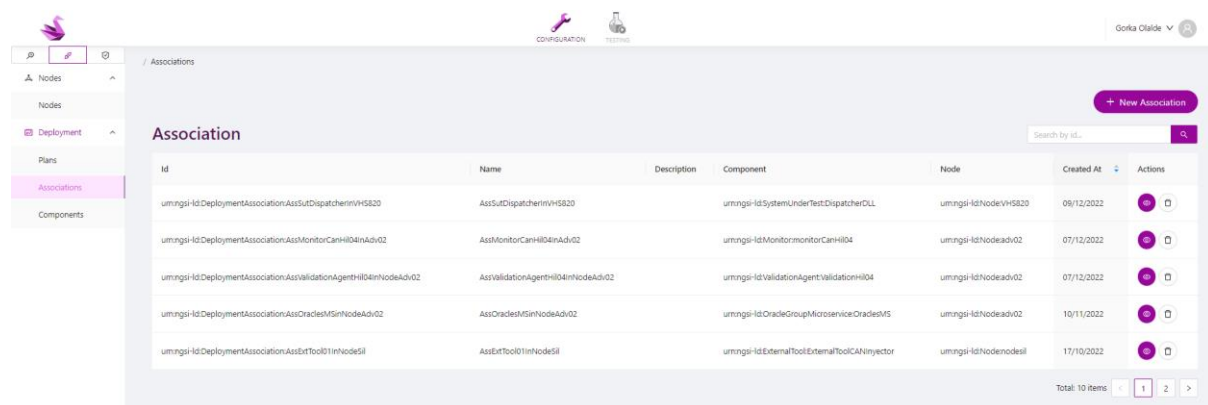 CONFIGURATION
TESTING
Gorka Olalde
/ Associations
Nodes
Nodes
Deployment
Plans
Associations
Components
+ New Association
Association
Search by id...
Id Name Description Component Node Created At Actions
urn:ngsi-ld:DeploymentAssociation:AssSutDispatcherInVHS820 AssSutDispatcherInVHS820 urn:ngsi-ld:SystemUnderTest:DispatcherDLL urn:ngsi-ld:Node:VHS820 09/12/2022
urn:ngsi-ld:DeploymentAssociation:AssMonitorCanHil04InAdv02 AssMonitorCanHil04InAdv02 urn:ngsi-ld:Monitor:monitorCanHil04 urn:ngsi-ld:Node:adv02 07/12/2022
urn:ngsi-ld:DeploymentAssociation:AssValidationAgentHil04InNodeAdv02 AssValidationAgentHil04InNodeAdv02 urn:ngsi-ld:ValidationAgent:ValidationHil04 urn:ngsi-ld:Node:adv02 07/12/2022
urn:ngsi-ld:DeploymentAssociation:AssOraclesMSinNodeAdv02 AssOraclesMSinNodeAdv02 urn:ngsi-ld:OracleGroupMicroservice:OraclesMS urn:ngsi-ld:Node:adv02 10/11/2022
urn:ngsi-ld:DeploymentAssociation:AssExtTool01InNodeSil AssExtTool01InNodeSil urn:ngsi-ld:ExternalTool:ExternalToolCANInyector urn:ngsi-ld:Node:nodesil 17/10/2022
Total: 10 items < 1 2 >